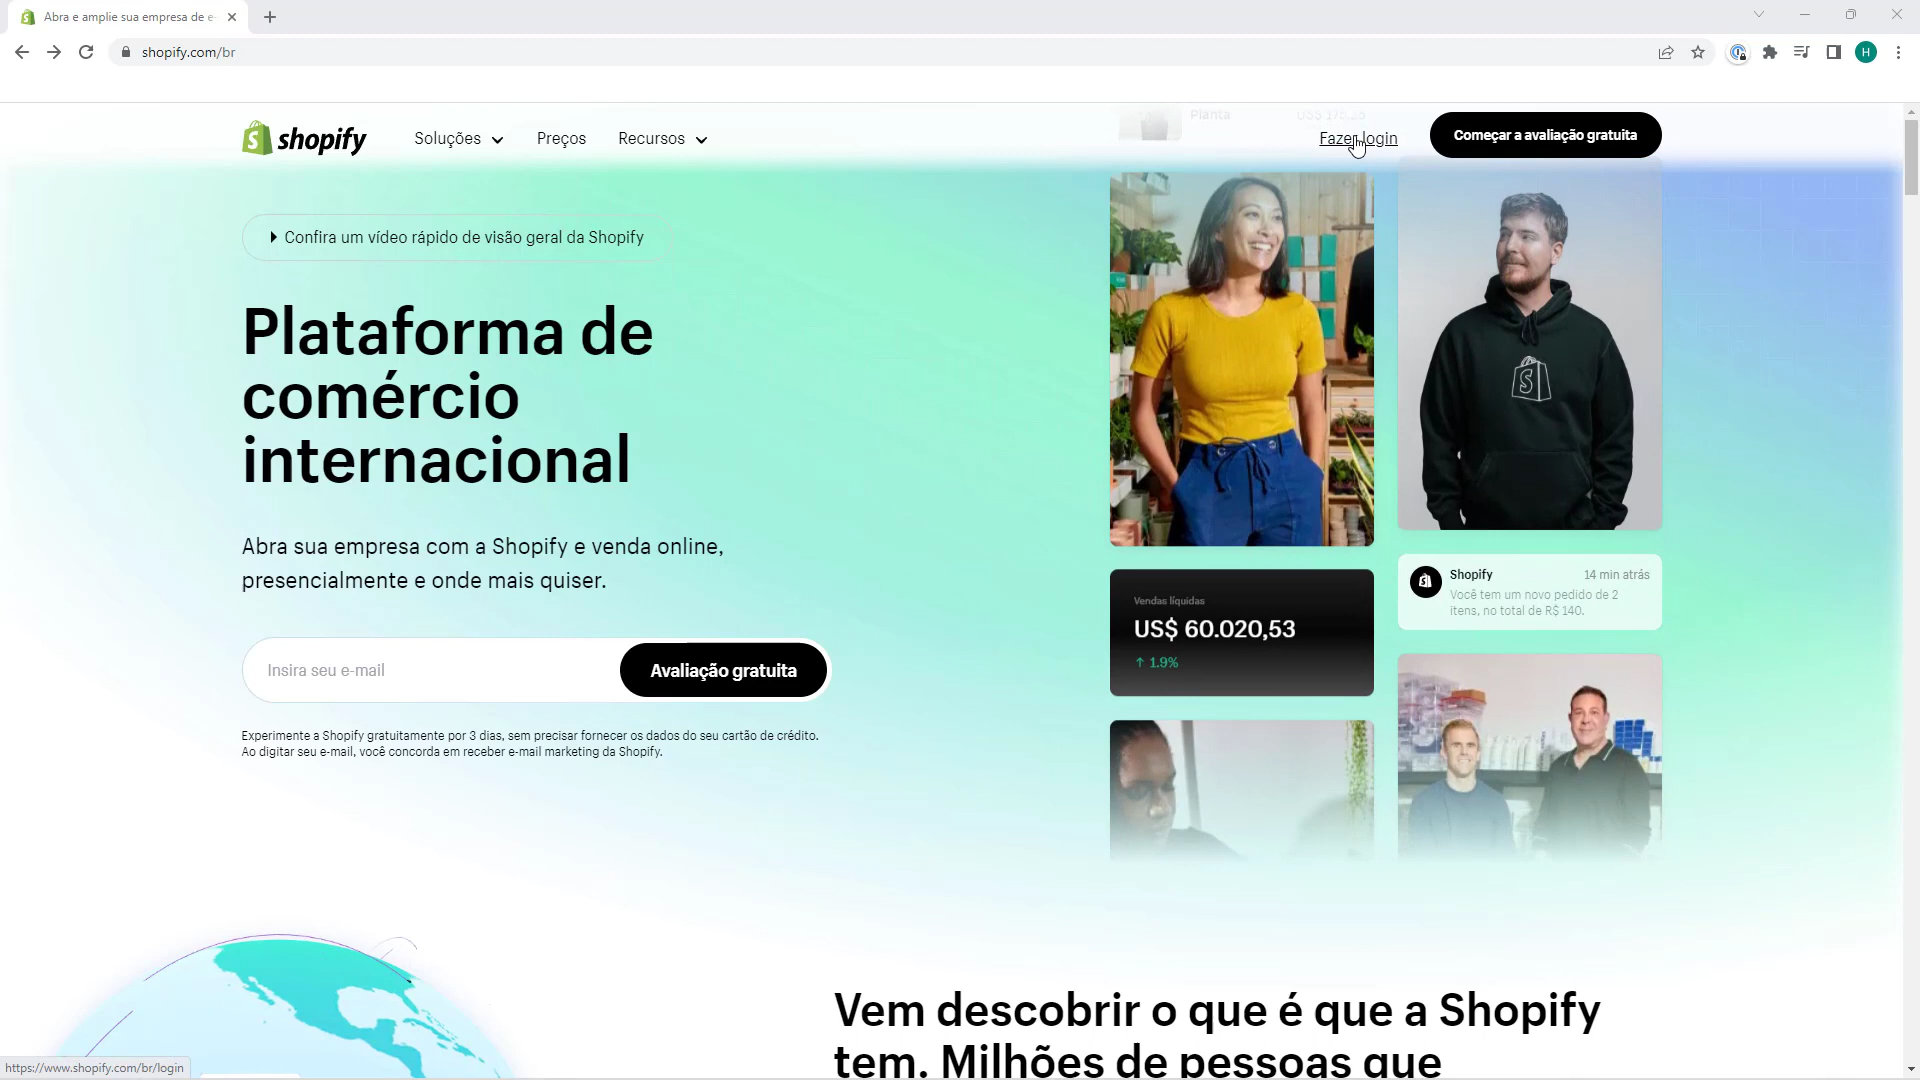 Abra e amplie sua empresa de e-
shopify.com/br
H
shopify
Soluções
Preços
Recursos
Planta
Fazer login
Começar a avaliação gratuita
Confira um vídeo rápido de visão geral da Shopify
Plataforma de
comércio
internacional
Abra sua empresa com a Shopify e venda online,
presencialmente e onde mais quiser.
Insira seu e-mail
Avaliação gratuita
Experimente a Shopify gratuitamente por 3 dias, sem precisar fornecer os dados do seu cartão de crédito.
Ao digitar seu e-mail, você concorda em receber e-mail marketing da Shopify.
Vendas líquidas
US$ 60.020,53
↑ 1.9%
Shopify
14 min atrás
Você tem um novo pedido de 2
itens, no total de R$ 140.
Vem descobrir o que é que a Shopify
tem. Milhões de pessoas que
https://www.shopify.com/br/login